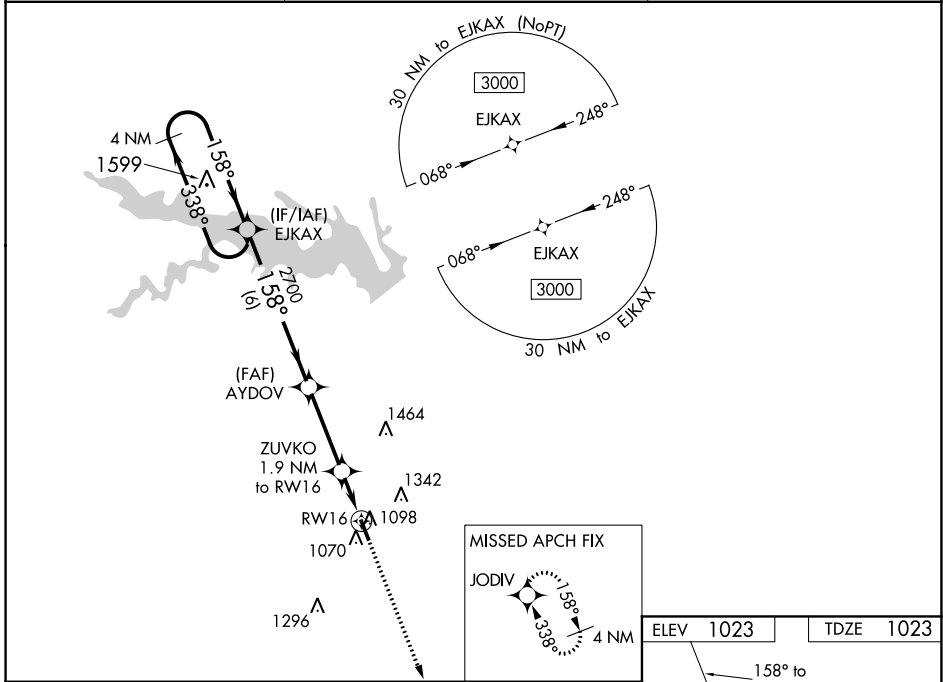 30 NM to EJKAX (NoPT)
3000
EJKAX
248°
068°
4 NM
1599
158°
338°
(IF/IAF)
EJKAX
2700
158°
(6)
248°
068°
EJKAX
3000
30 NM to EJKAX
(FAF)
AYDOV
1464
ZUVKO
1.9 NM
to RW16
1342
RW16
1098
1070
1296
MISSED APCH FIX
JODIV
158°
338°
4 NM
ELEV 1023
TDZE 1023
158° to